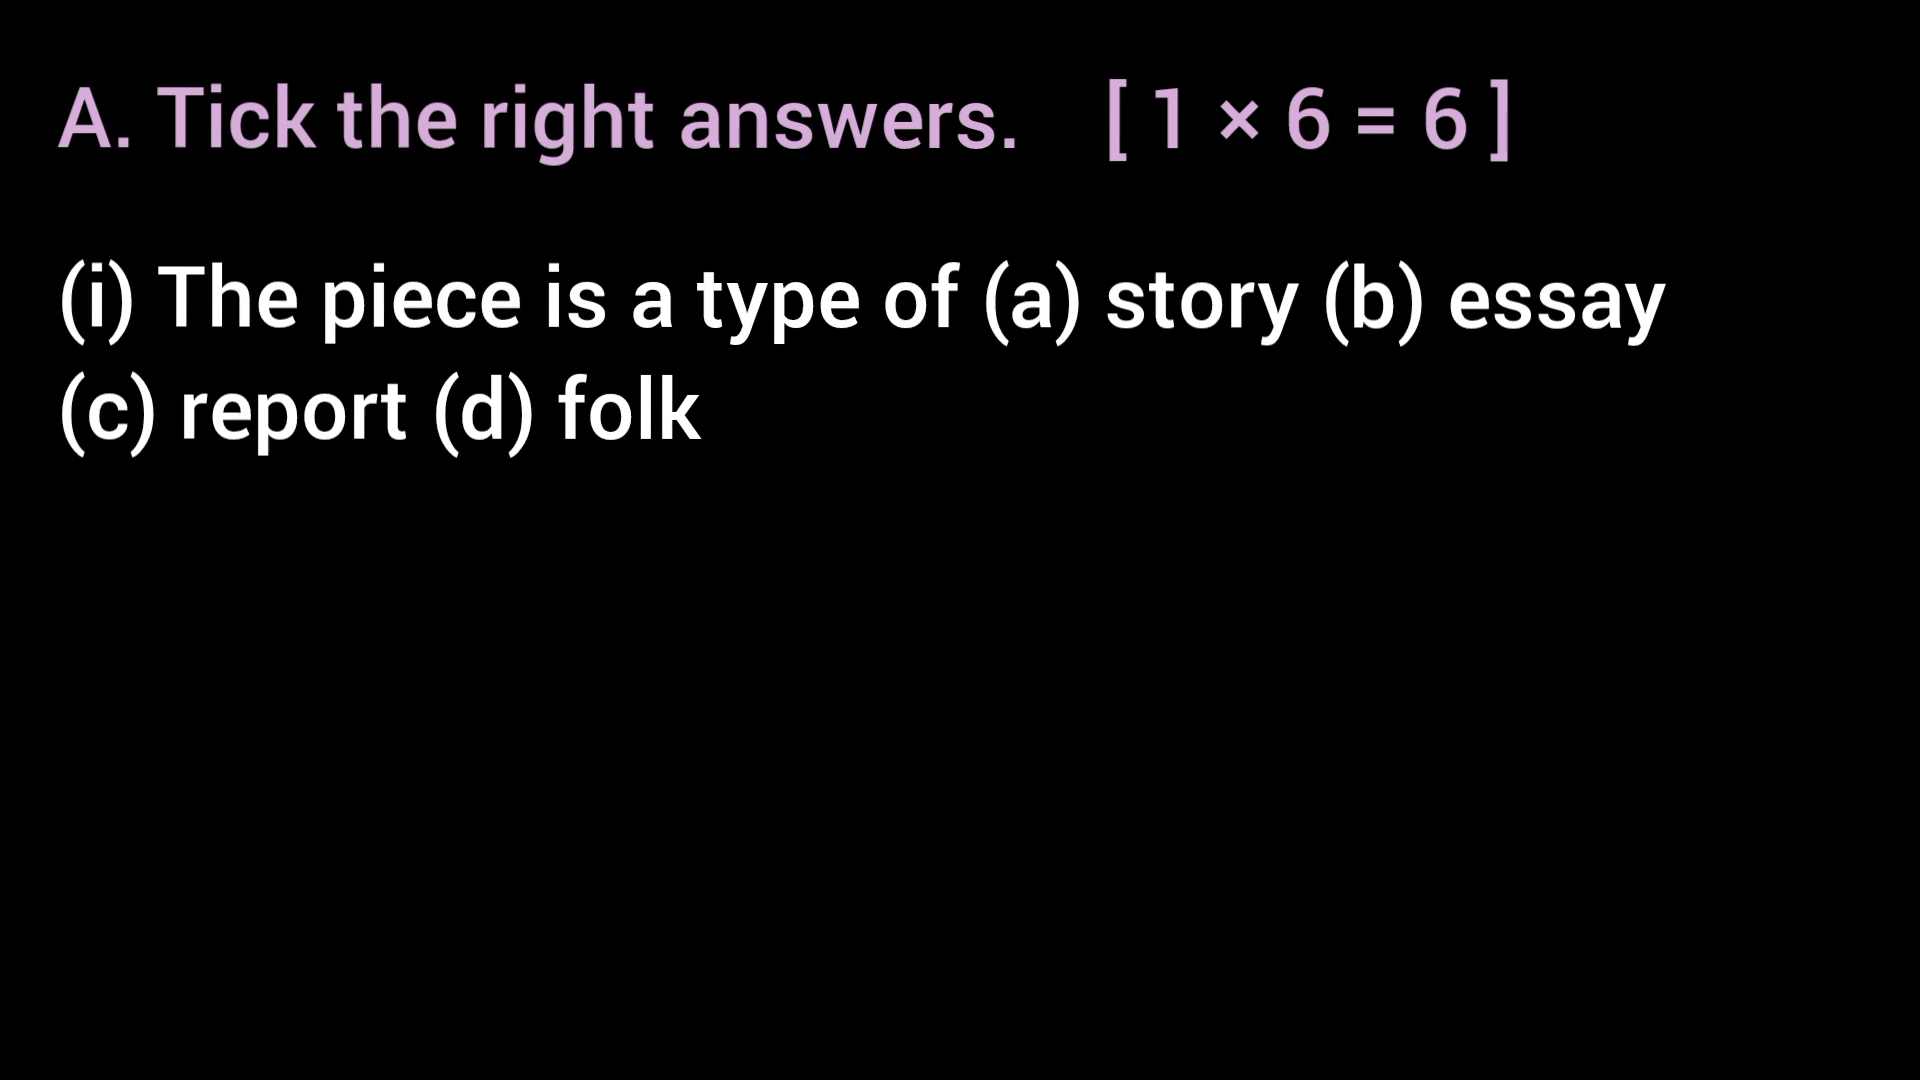 A. Tick the right answers. [ 1 × 6 = 6 ]
(i) The piece is a type of (a) story (b) essay
(c) report (d) folk